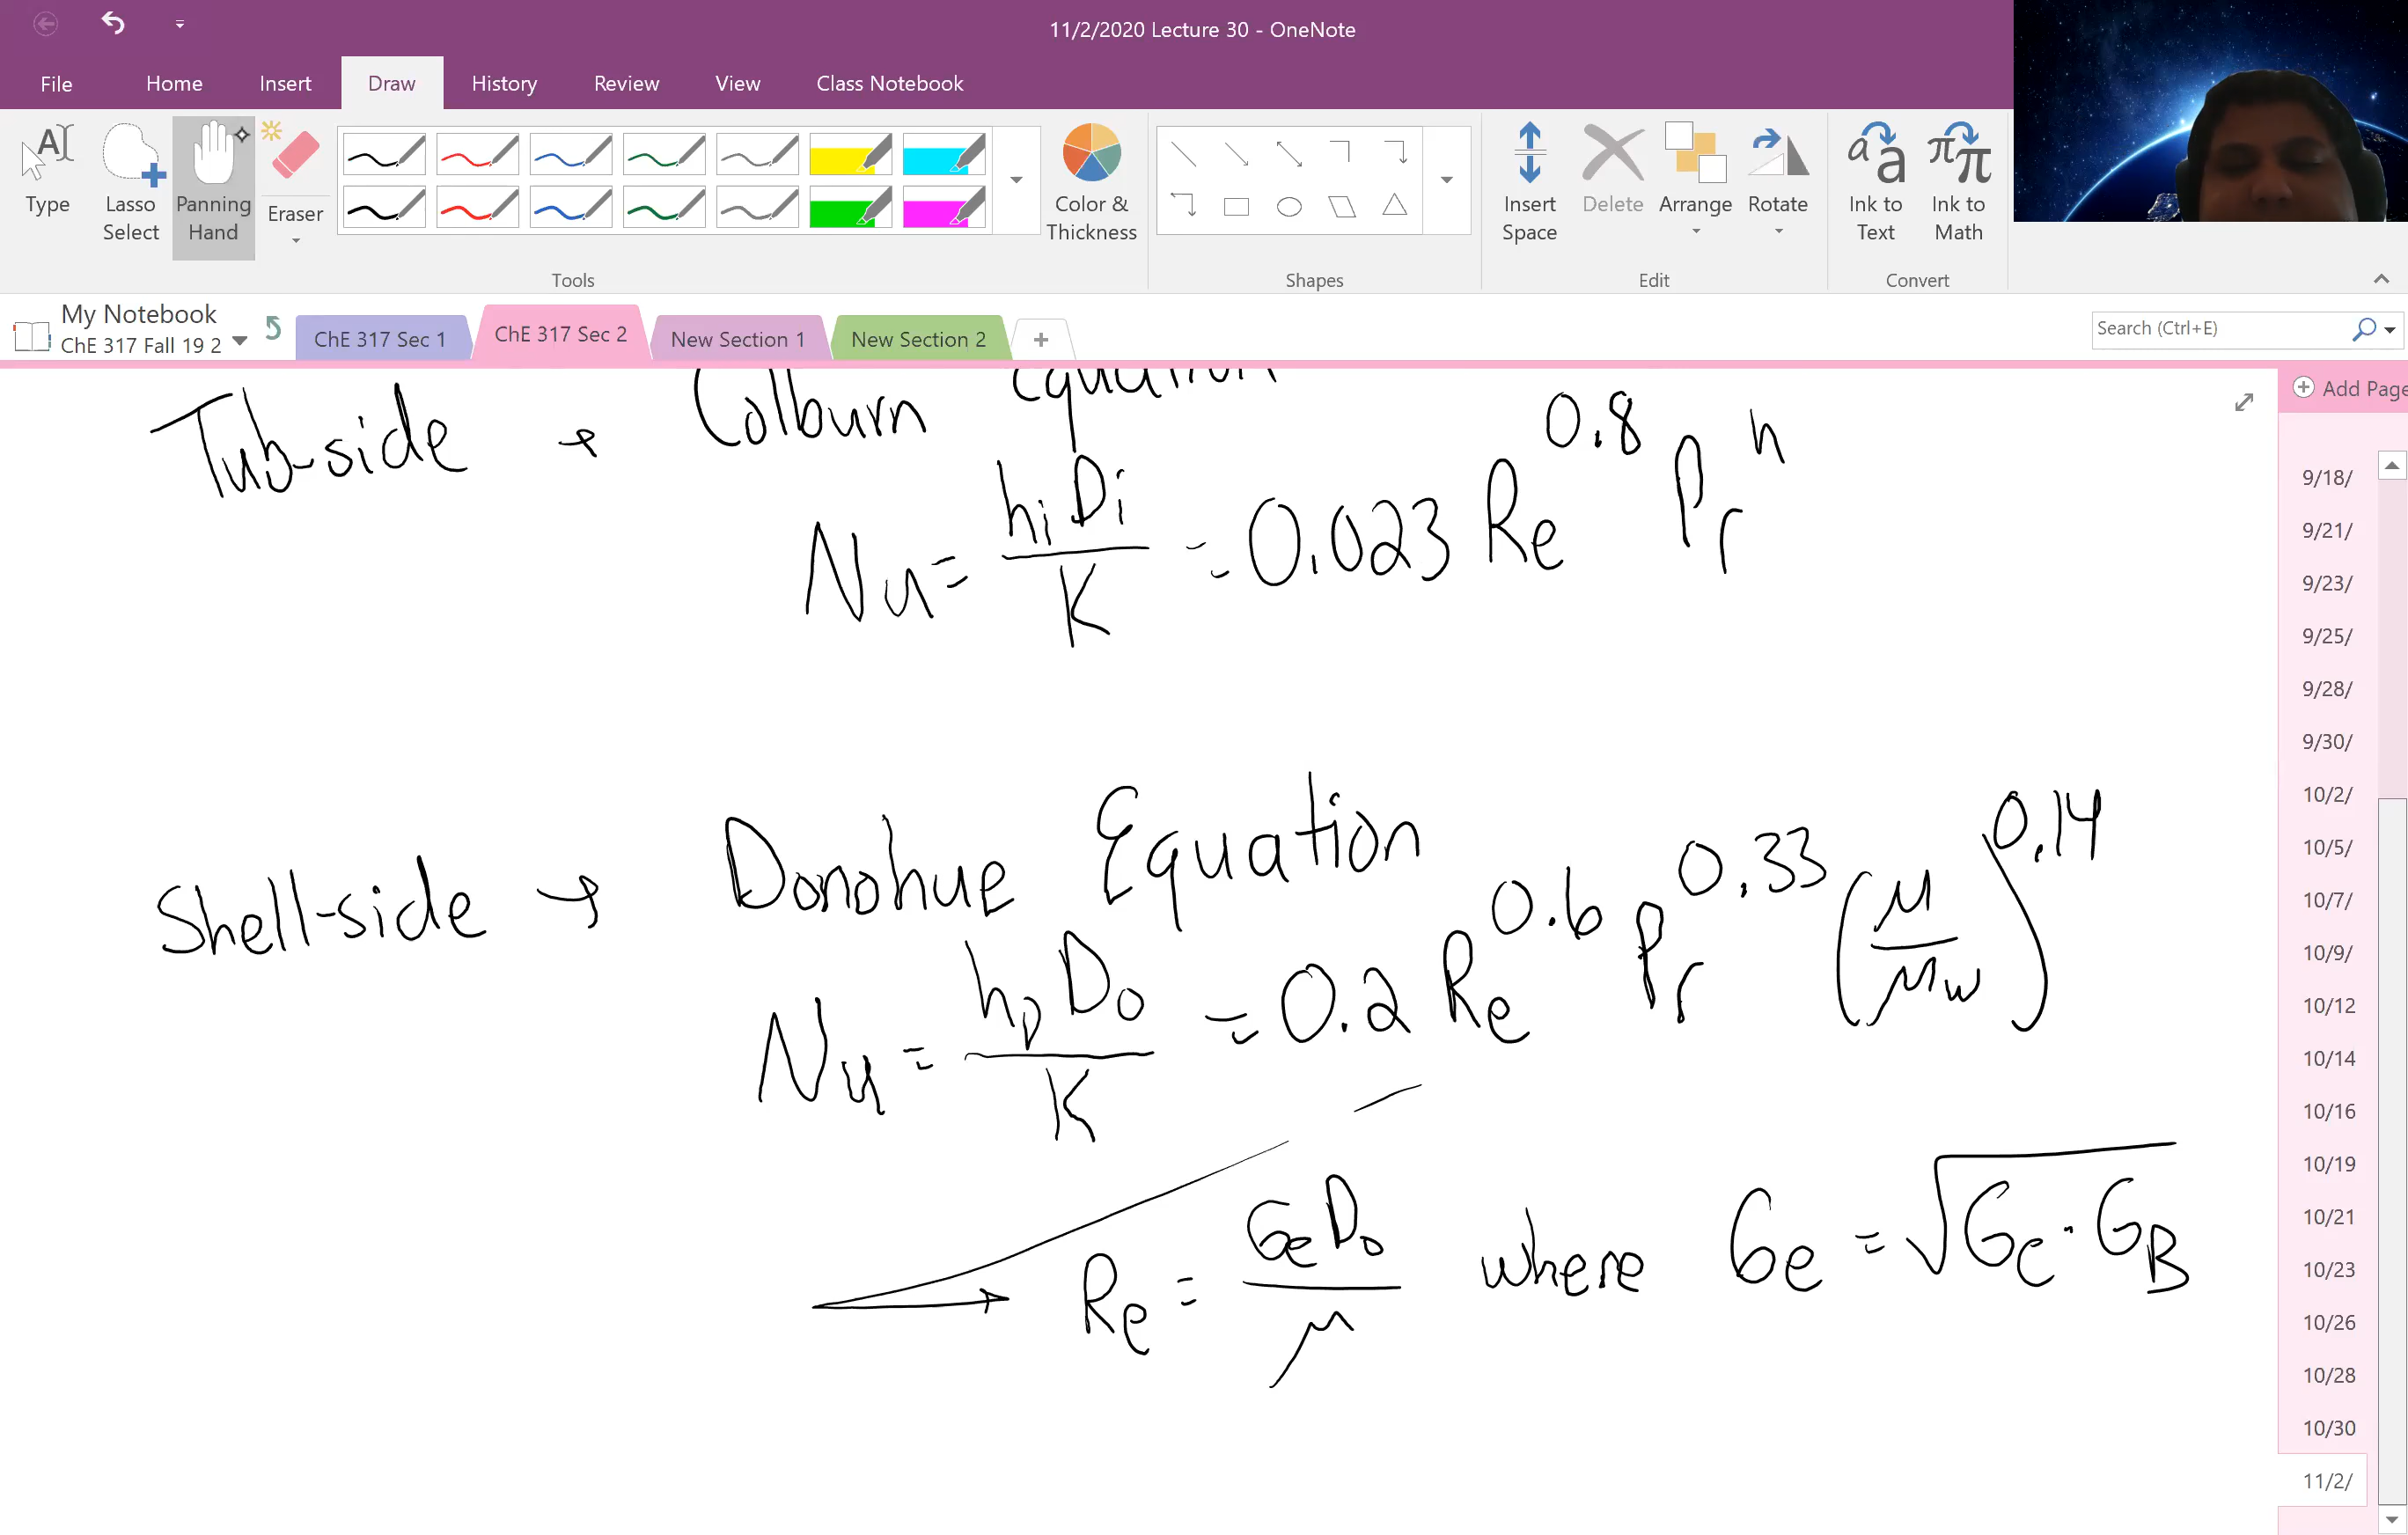 11/2/2020 Lecture 30 - OneNote
File Home Insert Draw History Review View Class Notebook
Type
Lasso Select
Panning Hand
Eraser
Color & Thickness
Insert Space
Delete
Arrange
Rotate
Ink to Text
Ink to Math
Tools Shapes Edit Convert
My Notebook
ChE 317 Fall 19 2
ChE 317 Sec 1 ChE 317 Sec 2 New Section 1 New Section 2 +
Search (Ctrl+E)
Add Page
9/18/
9/21/
9/23/
9/25/
9/28/
9/30/
10/2/
10/5/
10/7/
10/9/
10/12
10/14
10/16
10/19
10/21
10/23
10/26
10/28
10/30
11/2/
Tub-side → Colburn Equation
Nu = hiDi / K = 0.023 Re^0.8 Pr^n
Shell-side → Donohue Equation
Nu = hoDo / K = 0.2 Re^0.6 Pr^0.33 (μ / μw)^0.14
→ Re = GeDo / μ where Ge = √(Gc · GB)